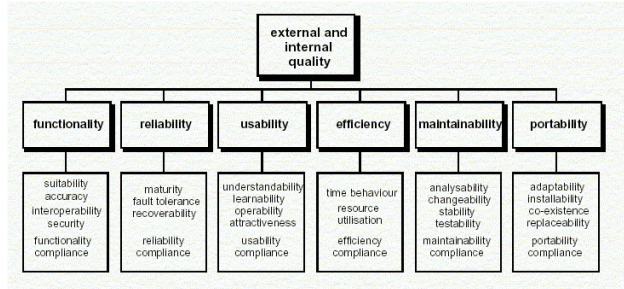 external and
internal
quality
functionality
reliability
usability
efficiency
maintainability
portability
suitability
accuracy
interoperability
security
functionality
compliance
maturity
fault tolerance
recoverability
reliability
compliance
understandability
learnability
operability
attractiveness
usability
compliance
time behaviour
resource
utilisation
efficiency
compliance
analysability
changeability
stability
testability
maintainability
compliance
adaptability
installability
co-existence
replaceability
portability
compliance